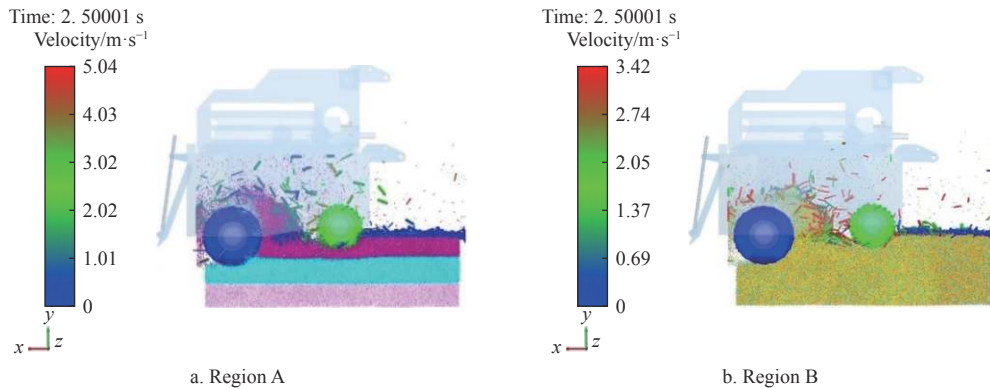 Time: 2. 50001 s
Velocity/m·s⁻¹
5.04
4.03
3.02
2.02
1.01
0
y
x z
a. Region A
Time: 2. 50001 s
Velocity/m·s⁻¹
3.42
2.74
2.05
1.37
0.69
0
y
x z
b. Region B